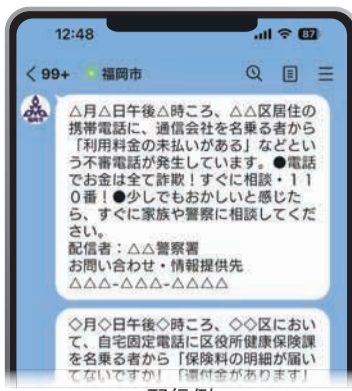 12:48
87
99+
福岡市
△月△日午後△時ころ、△△区居住の
携帯電話に、通信会社を名乗る者から
「利用料金の未払いがある」などとい
う不審電話が発生しています。●電話
でお金は全て詐欺！すぐに相談・１１
０番！●少しでもおかしいと感じた
ら、すぐに家族や警察に相談してくだ
さい。
配信者：△△警察署
お問い合わせ・情報提供先
△△△-△△△-△△△△
◇月◇日午後◇時ころ、◇◇区におい
て、自宅固定電話に区役所健康保険課
を名乗る者から「保険料の明細が届い
てないですか」「還付金があります」